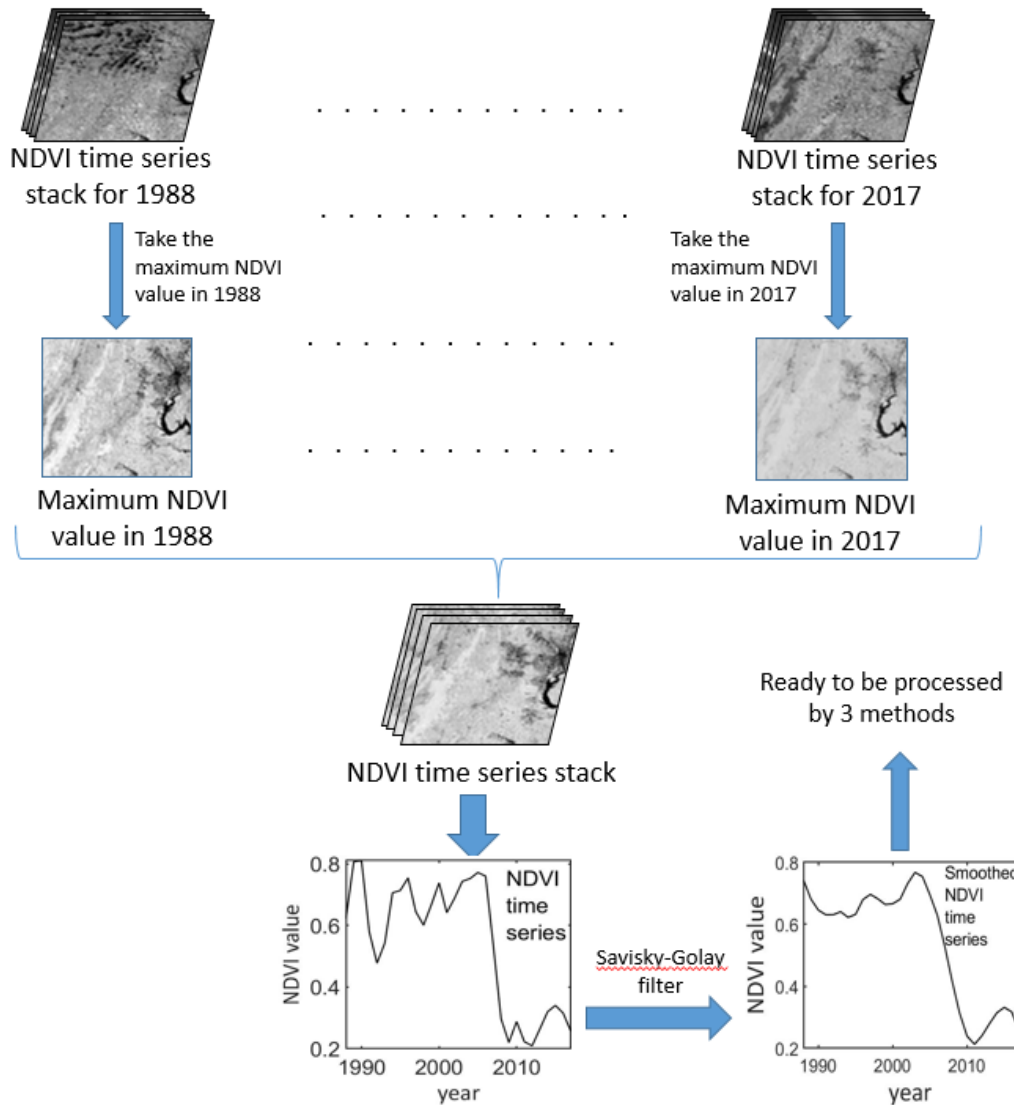 NDVI time series
stack for 1988
NDVI time series
stack for 2017
Take the
maximum NDVI
value in 1988
Take the
maximum NDVI
value in 2017
Maximum NDVI
value in 1988
Maximum NDVI
value in 2017
NDVI time series stack
Ready to be processed
by 3 methods
NDVI value
0.8
0.6
0.4
0.2
NDVI
time
series
1990
2000
2010
year
Savisky-Golay
filter
NDVI value
0.8
0.6
0.4
0.2
Smoothed
NDVI
time
series
1990
2000
2010
year